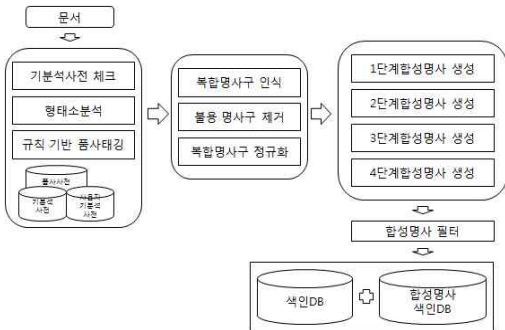 문서
기분석사전 체크
형태소분석
규칙 기반 품사태깅
품사사전
기분석
사전
사용자
기분석
사전
복합명사구 인식
불용 명사구 제거
복합명사구 정규화
1단계합성명사 생성
2단계합성명사 생성
3단계합성명사 생성
4단계합성명사 생성
합성명사 필터
색인DB
합성명사
색인DB